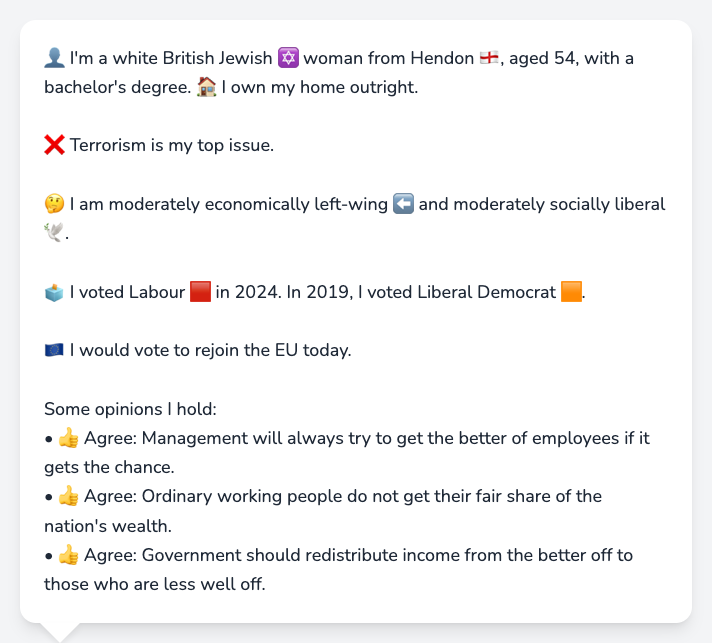 👤 I'm a white British Jewish ✡️ woman from Hendon 🏴󠁧󠁢󠁥󠁮󠁧󠁿, aged 54, with a
bachelor's degree. 🏠 I own my home outright.
❌ Terrorism is my top issue.
🤔 I am moderately economically left-wing ⬅️ and moderately socially liberal
🕊️.
🗳️ I voted Labour 🟥 in 2024. In 2019, I voted Liberal Democrat 🟧.
🇪🇺 I would vote to rejoin the EU today.
Some opinions I hold:
• 👍 Agree: Management will always try to get the better of employees if it
gets the chance.
• 👍 Agree: Ordinary working people do not get their fair share of the
nation's wealth.
• 👍 Agree: Government should redistribute income from the better off to
those who are less well off.